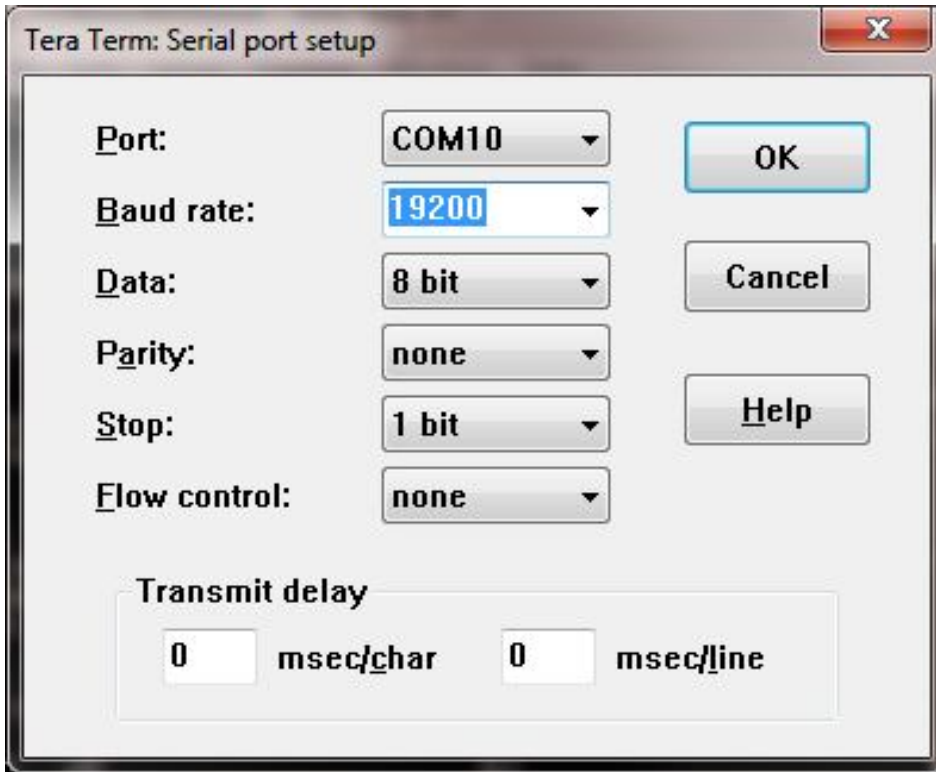 Tera Term: Serial port setup
x
Port: COM10 OK
Baud rate: 19200
Data: 8 bit Cancel
Parity: none
Stop: 1 bit Help
Flow control: none
Transmit delay
0 msec/char 0 msec/line